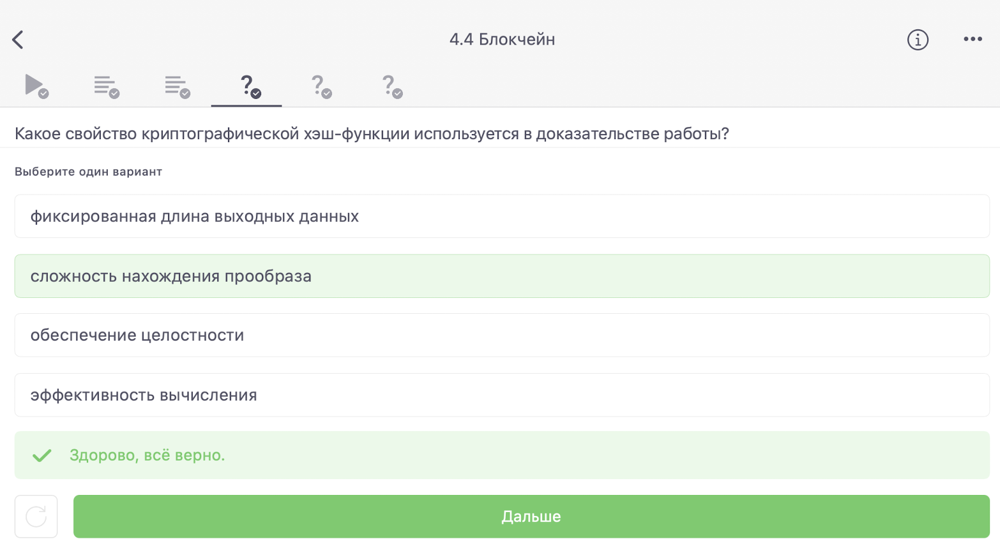 4.4 Блокчейн
Какое свойство криптографической хэш-функции используется в доказательстве работы?
Выберите один вариант
фиксированная длина выходных данных
сложность нахождения прообраза
обеспечение целостности
эффективность вычисления
Здорово, всё верно.
Дальше